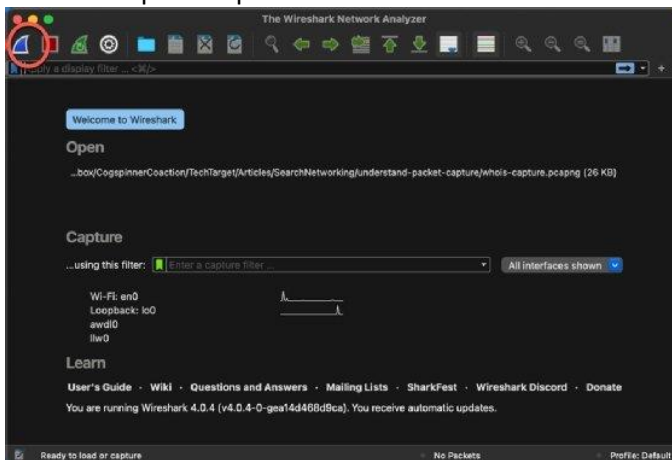 The Wireshark Network Analyzer
Apply a display filter ... <⌘/>
Welcome to Wireshark
Open
...box/CogspinnerCoaction/TechTarget/Articles/SearchNetworking/understand-packet-capture/whois-capture.pcapng (26 KB)
Capture
...using this filter: Enter a capture filter ... All interfaces shown
Wi-Fi: en0
Loopback: lo0
awdl0
llw0
Learn
User's Guide · Wiki · Questions and Answers · Mailing Lists · SharkFest · Wireshark Discord · Donate
You are running Wireshark 4.0.4 (v4.0.4-0-gea14d468d9ca). You receive automatic updates.
Ready to load or capture No Packets Profile: Default